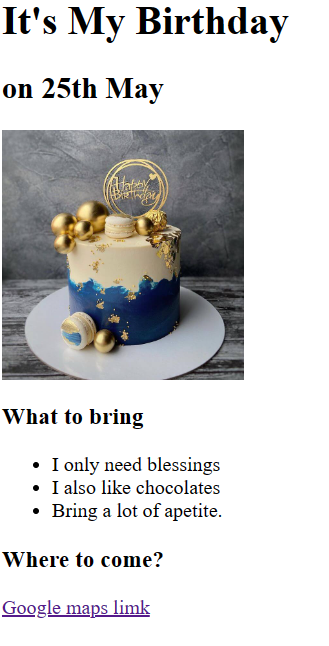 It's My Birthday
on 25th May
Happy
Birthday
What to bring
I only need blessings
I also like chocolates
Bring a lot of apetite.
Where to come?
Google maps limk